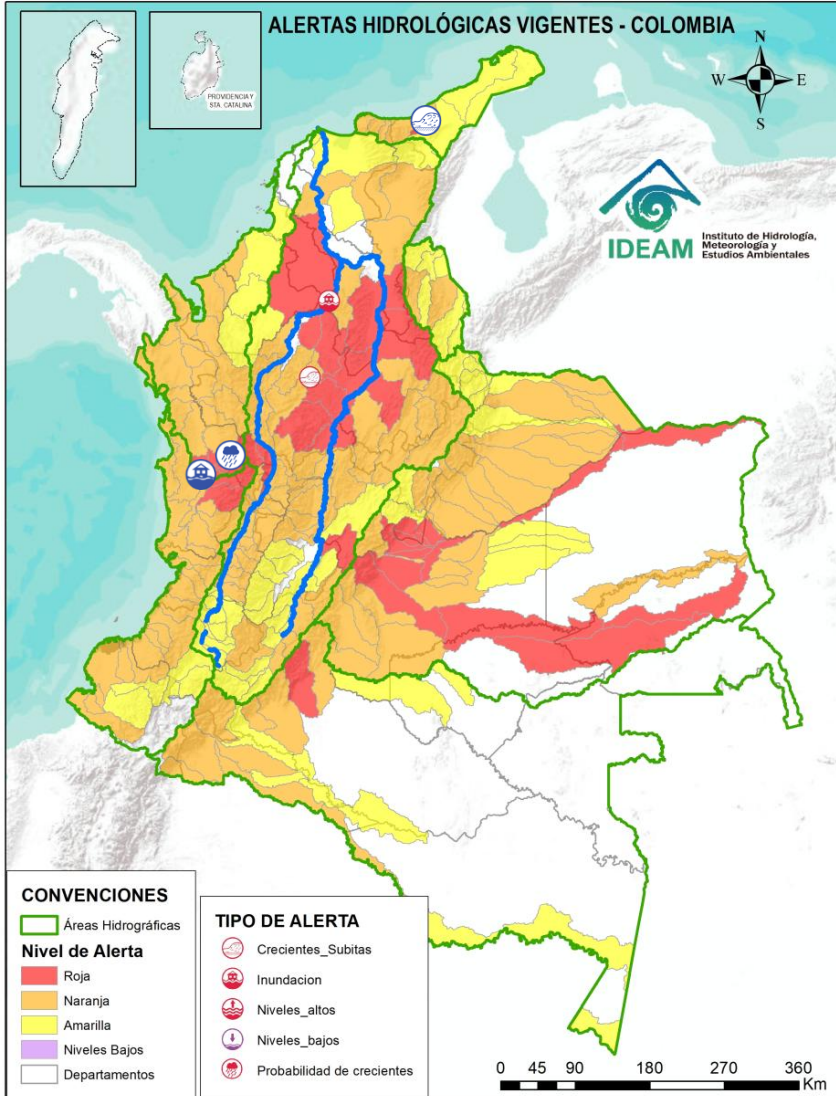 ALERTAS HIDROLÓGICAS VIGENTES - COLOMBIA
PROVIDENCIA Y
STA. CATALINA
N
W
E
S
IDEAM
Instituto de Hidrología,
Meteorología y
Estudios Ambientales
CONVENCIONES
Áreas Hidrográficas
Nivel de Alerta
Roja
Naranja
Amarilla
Niveles Bajos
Departamentos
TIPO DE ALERTA
Crecientes_Subitas
Inundacion
Niveles_altos
Niveles_bajos
Probabilidad de crecientes
0 45 90 180 270 360
Km